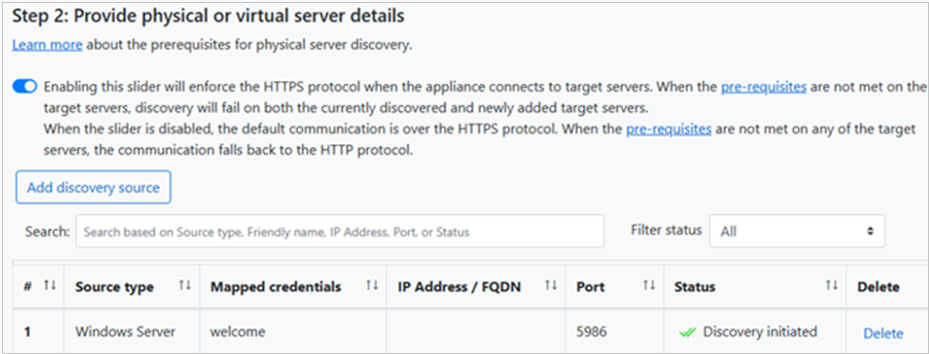 Step 2: Provide physical or virtual server details
Learn more about the prerequisites for physical server discovery.
Enabling this slider will enforce the HTTPS protocol when the appliance connects to target servers. When the pre-requisites are not met on the
target servers, discovery will fail on both the currently discovered and newly added target servers.
When the slider is disabled, the default communication is over the HTTPS protocol. When the pre-requisites are not met on any of the target
servers, the communication falls back to the HTTP protocol.
Add discovery source
Search: Search based on Source type, Friendly name, IP Address, Port, or Status Filter status All
# Source type Mapped credentials IP Address / FQDN Port Status Delete
1 Windows Server welcome 5986 Discovery initiated Delete